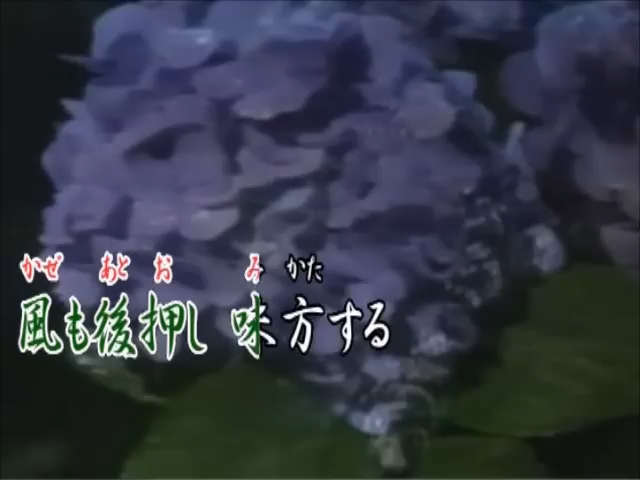 かぜ あと お み かた
風も後押し 味方する